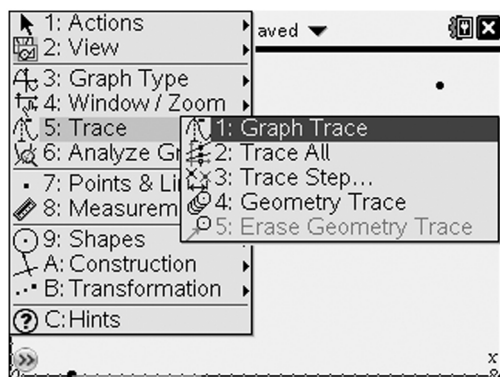 1: Actions
2: View
3: Graph Type
4: Window / Zoom
5: Trace
6: Analyze Gr
7: Points & Li
8: Measurem
9: Shapes
A: Construction
B: Transformation
C: Hints
aved
1: Graph Trace
2: Trace All
3: Trace Step...
4: Geometry Trace
5: Erase Geometry Trace
x